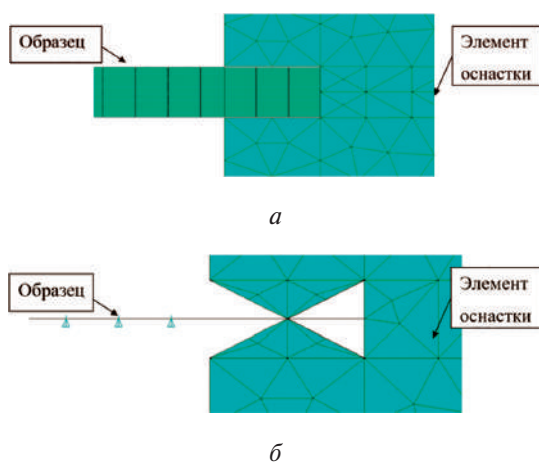 Образец
Элемент
оснастки
а
Образец
Элемент
оснастки
б